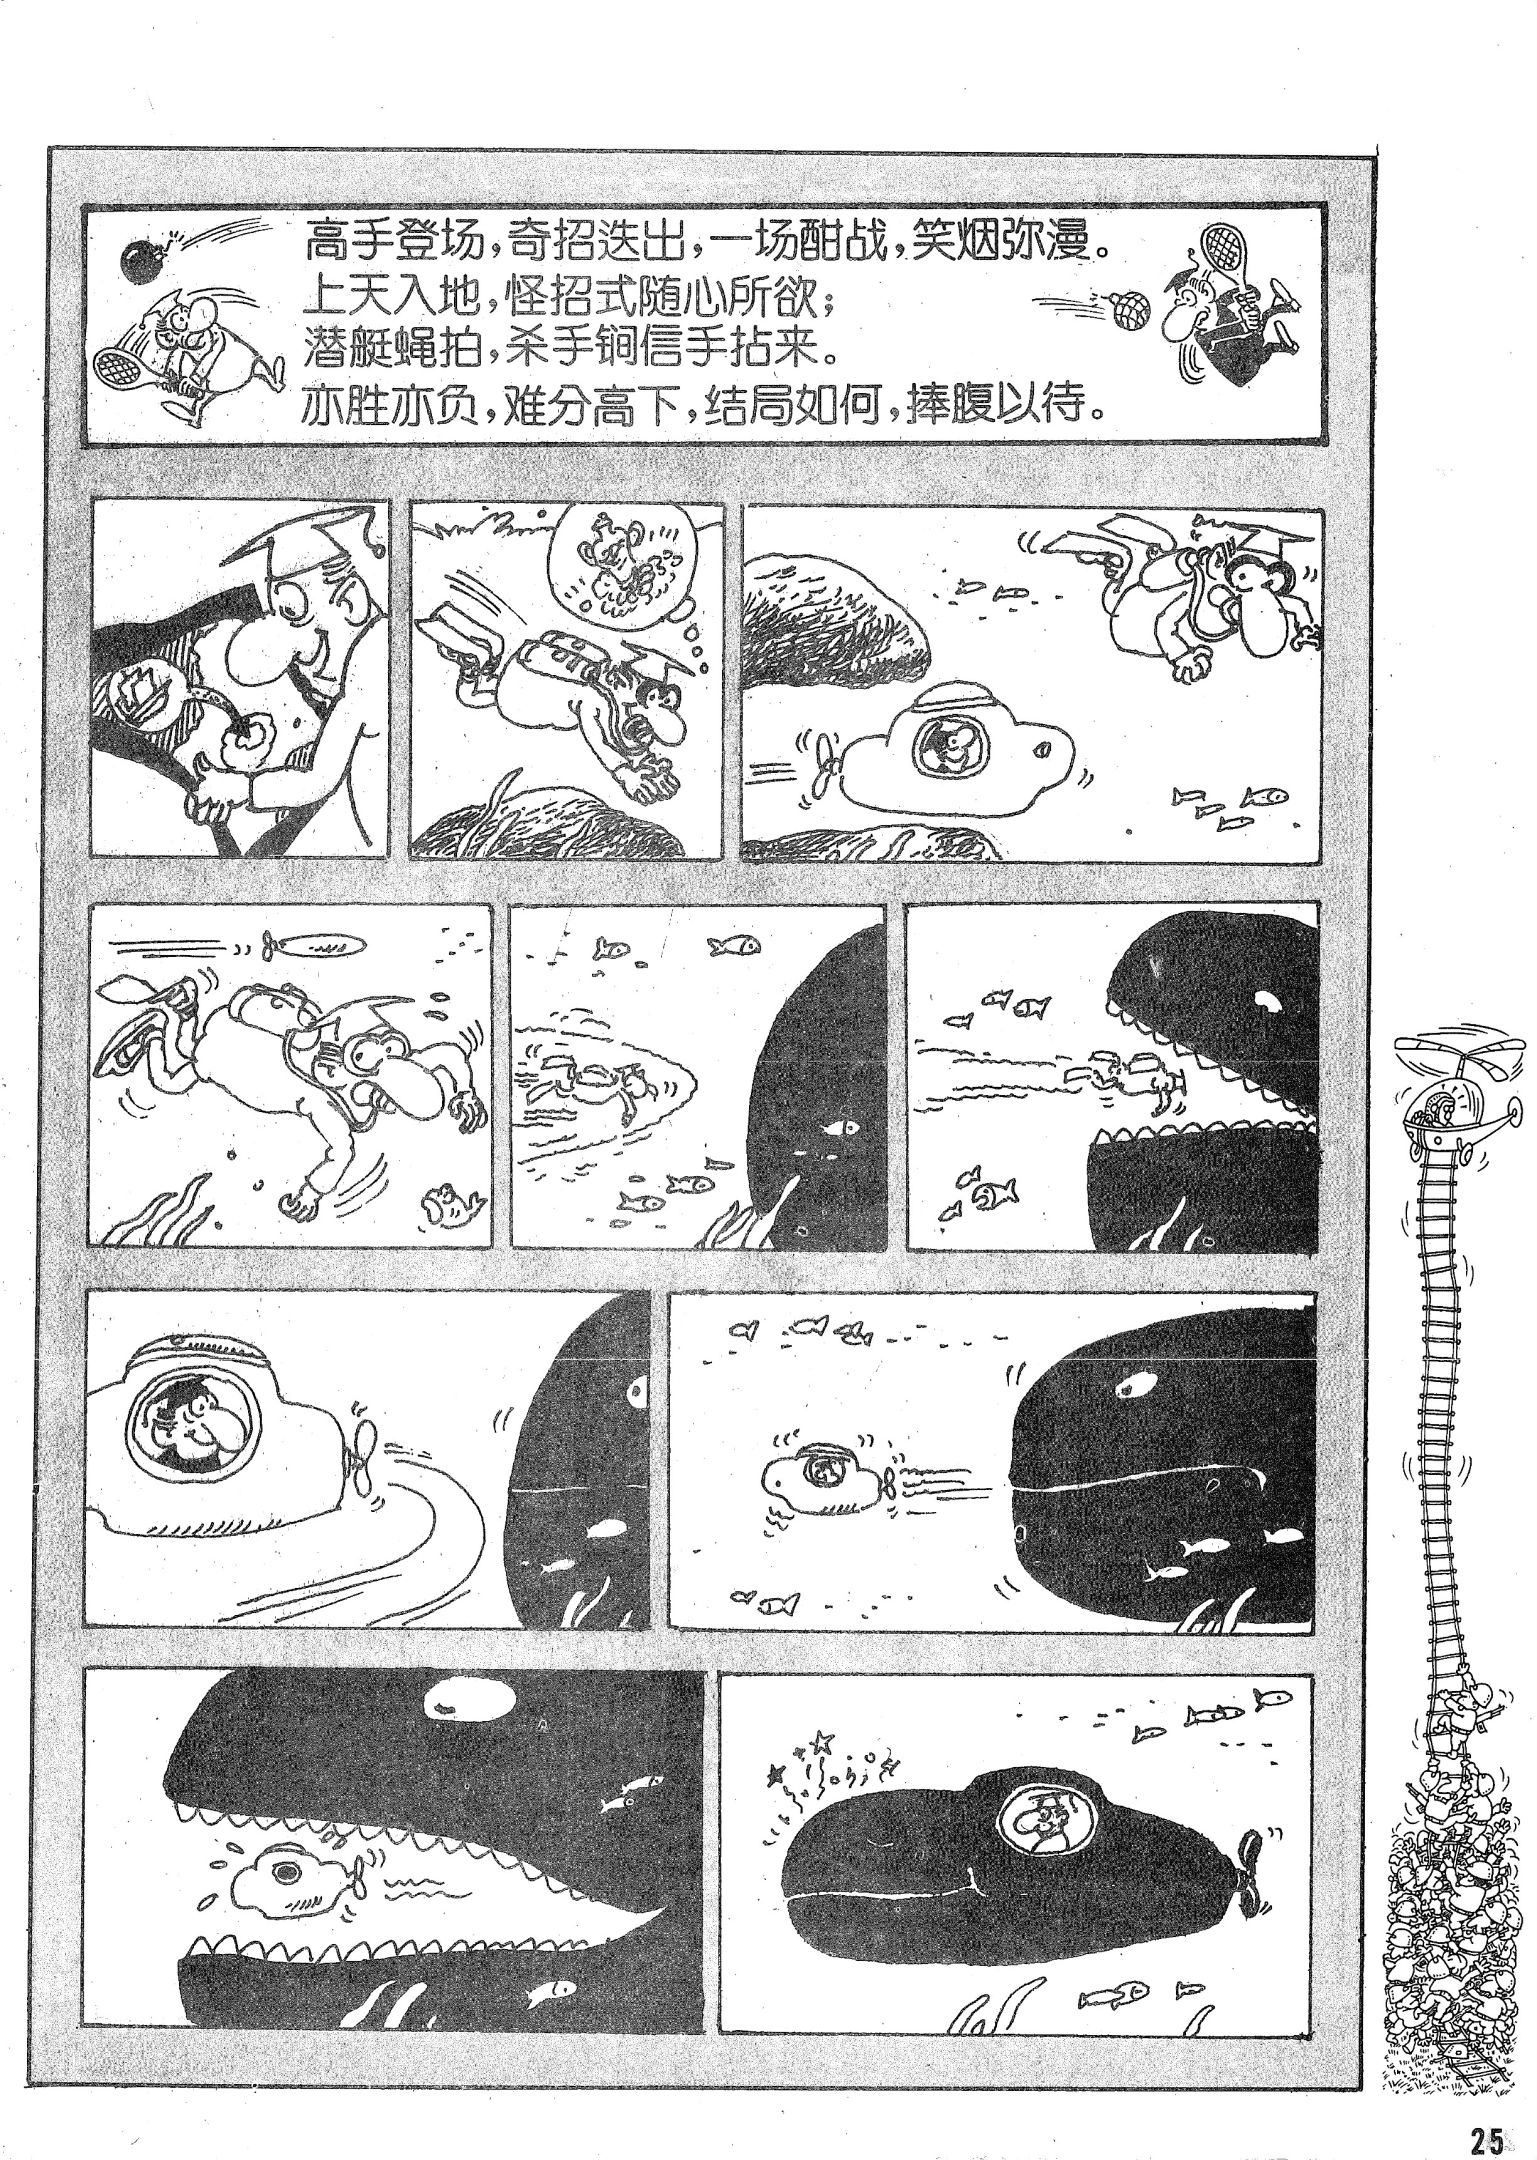 高手登场,奇招迭出,一场酣战,笑烟弥漫。
上天入地,怪招式随心所欲;
潜艇蝇拍,杀手锏信手拈来。
亦胜亦负,难分高下,结局如何,捧腹以待。
25